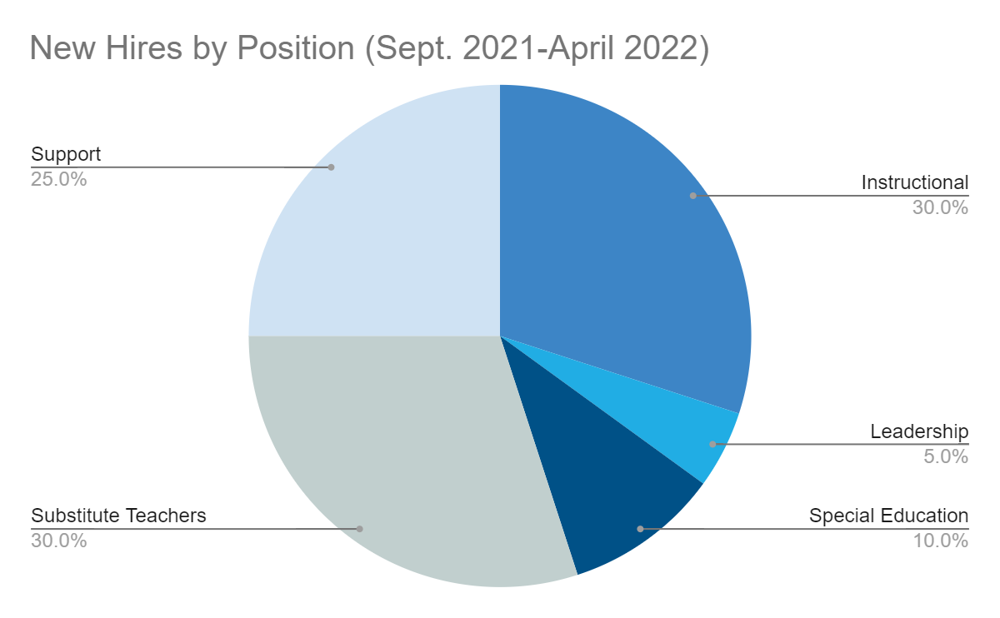 New Hires by Position (Sept. 2021-April 2022)
Support
25.0%
Instructional
30.0%
Leadership
5.0%
Substitute Teachers
30.0%
Special Education
10.0%